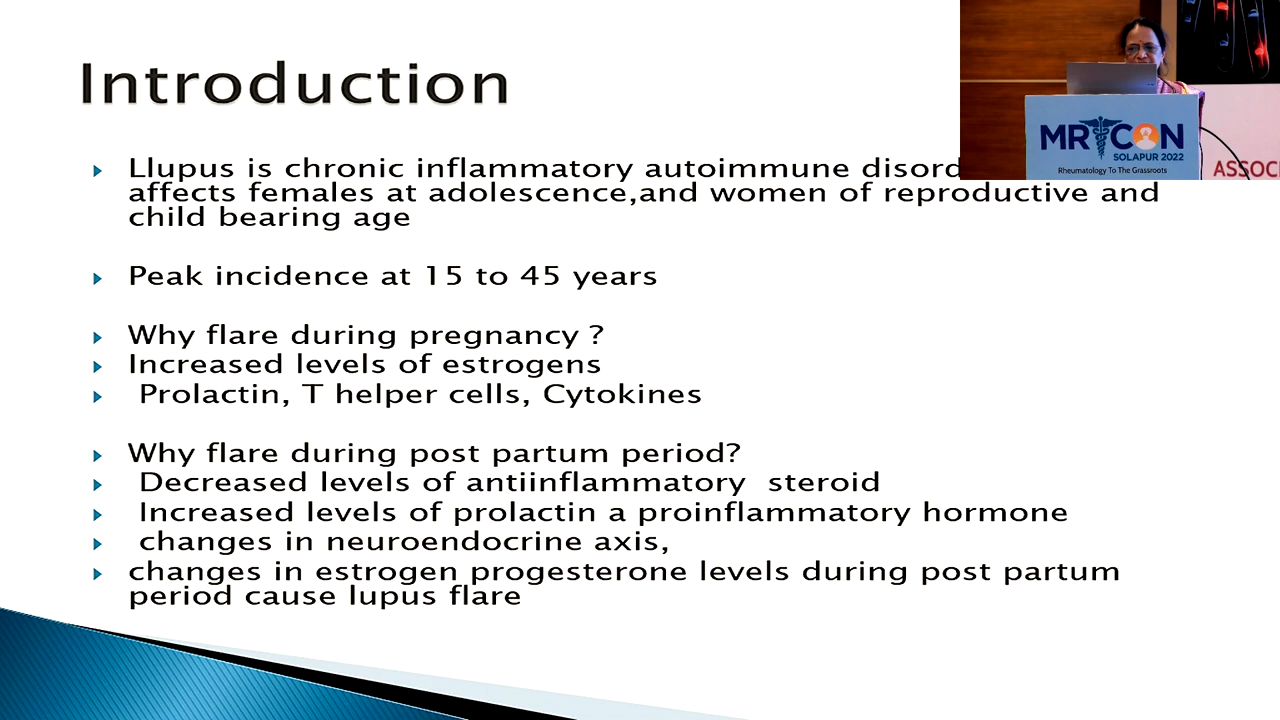 Introduction
Llupus is chronic inflammatory autoimmune
affects females at adolescence,and women of reproductive and
child bearing age
Peak incidence at 15 to 45 years
Why flare during pregnancy ?
Increased levels of estrogens
Prolactin, T helper cells, Cytokines
Why flare during post partum period?
Decreased levels of antiinflammatory steroid
Increased levels of prolactin a proinflammatory hormone
changes in neuroendocrine axis,
changes in estrogen progesterone levels during post partum
period cause lupus flare
MRCON
SOLAPUR 2022
Rheumatology To The Grassroots